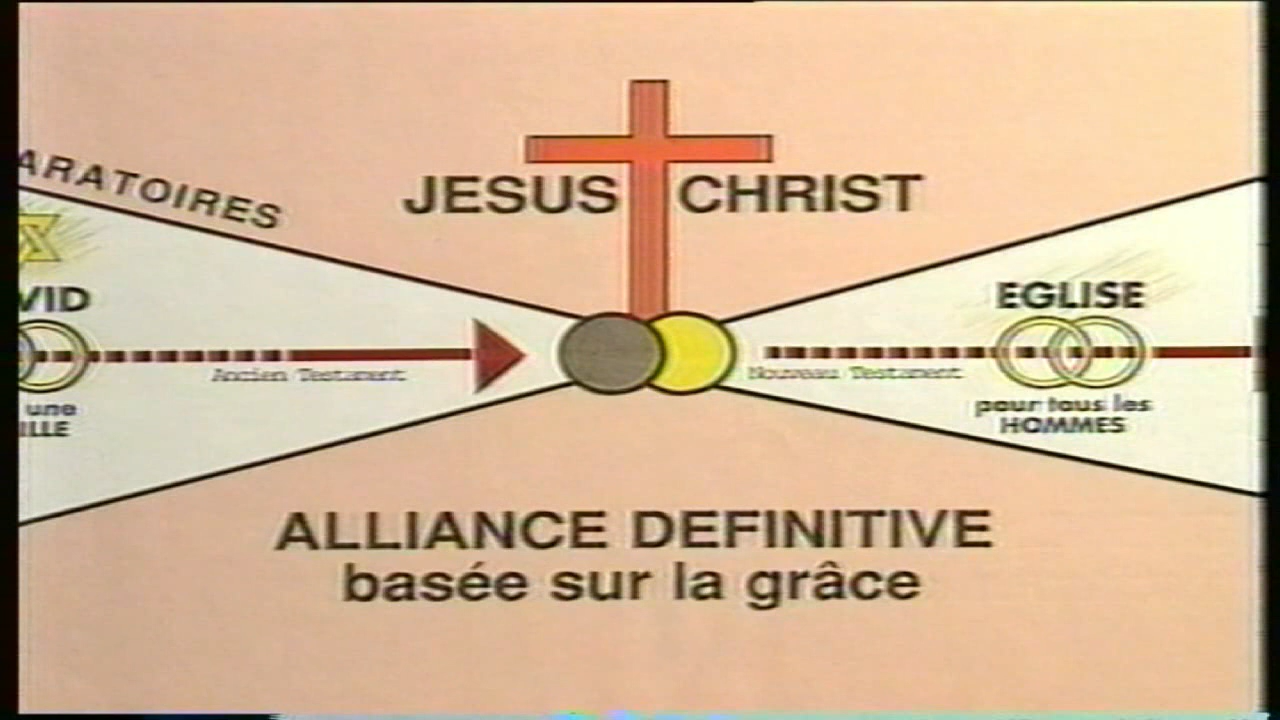 ARATOIRES
JESUS CHRIST
VID
EGLISE
Ancien Testament
Nouveau Testament
une
ILLE
pour tous les
HOMMES
ALLIANCE DEFINITIVE
basée sur la grâce